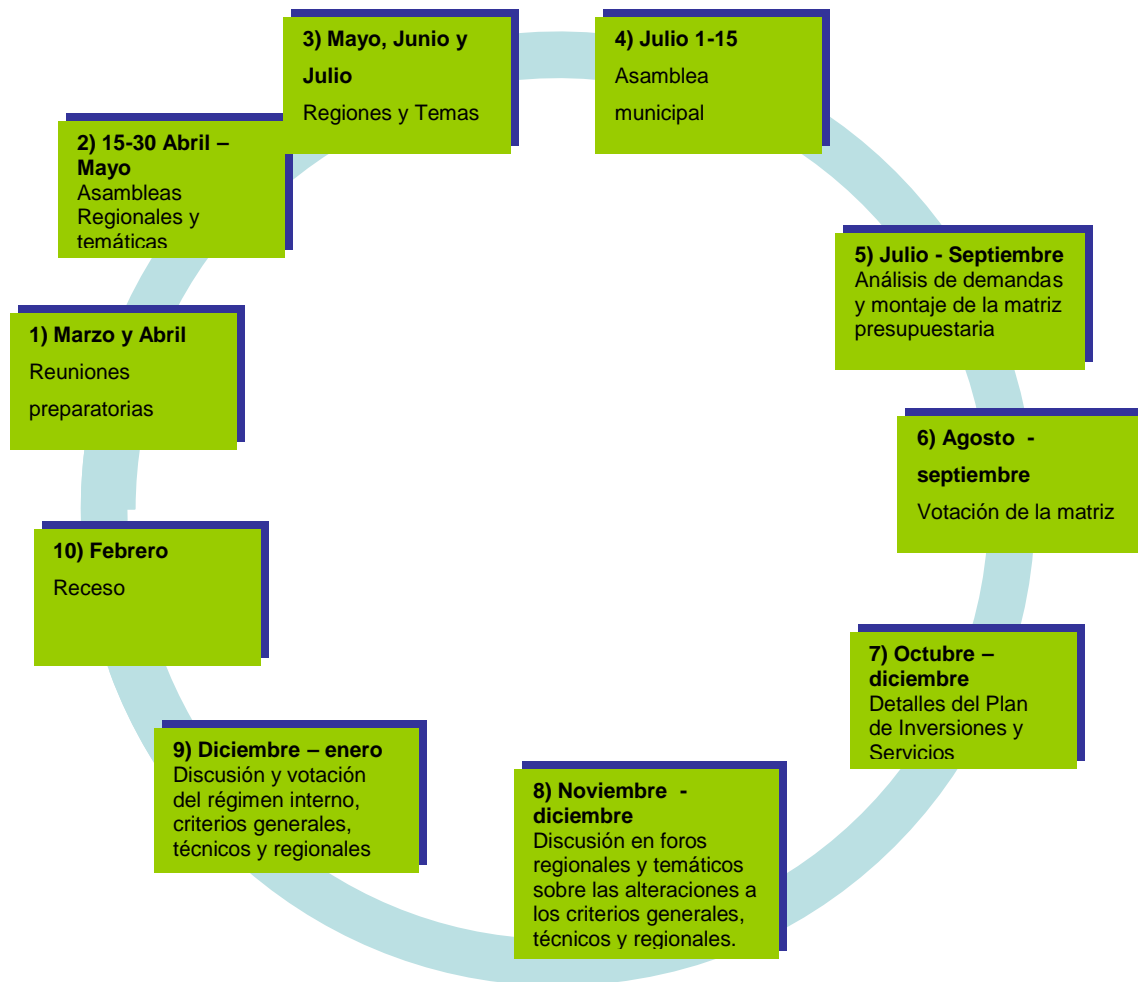 1) Marzo y Abril
Reuniones
preparatorias
2) 15-30 Abril –
Mayo
Asambleas
Regionales y
temáticas
3) Mayo, Junio y
Julio
Regiones y Temas
4) Julio 1-15
Asamblea
municipal
5) Julio - Septiembre
Análisis de demandas
y montaje de la matriz
presupuestaria
6) Agosto -
septiembre
Votación de la matriz
7) Octubre –
diciembre
Detalles del Plan
de Inversiones y
Servicios
8) Noviembre -
diciembre
Discusión en foros
regionales y temáticos
sobre las alteraciones a
los criterios generales,
técnicos y regionales.
9) Diciembre – enero
Discusión y votación
del régimen interno,
criterios generales,
técnicos y regionales
10) Febrero
Receso